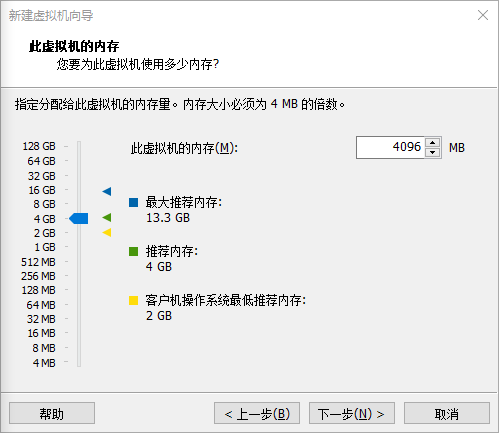 新建虚拟机向导
此虚拟机的内存
您要为此虚拟机使用多少内存?
指定分配给此虚拟机的内存量。内存大小必须为 4 MB 的倍数。
此虚拟机的内存(M): 4096 MB
128 GB
64 GB
32 GB
16 GB
8 GB
4 GB
2 GB
1 GB
512 MB
256 MB
128 MB
64 MB
32 MB
16 MB
8 MB
4 MB
最大推荐内存:
13.3 GB
推荐内存:
4 GB
客户机操作系统最低推荐内存:
2 GB
帮助 < 上一步(B) 下一步(N) > 取消